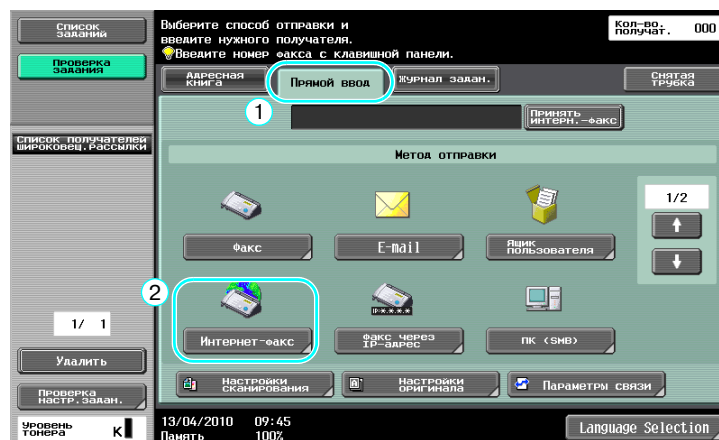 Список
заданий
Проверка
задания
Список получателей
широковещ.рассылки
1/ 1
Удалить
Проверка
настр.задан.
Уровень
тонера
K
Выберите способ отправки и
введите нужного получателя.
Введите номер факса с клавишной панели.
Кол-во.
получат.
000
Адресная
книга
Прямой ввод
Журнал задан.
Снятая
трубка
1
Принять
интерн.-факс
Метод отправки
Факс
E-mail
Ящик
пользователя
1/2
2
Интернет-факс
IP:*.*.*.*
Факс через
IP-адрес
ПК (SMB)
Настройки
сканирования
Настройки
оригинала
Параметры связи
13/04/2010 09:45
Память 100%
Language Selection